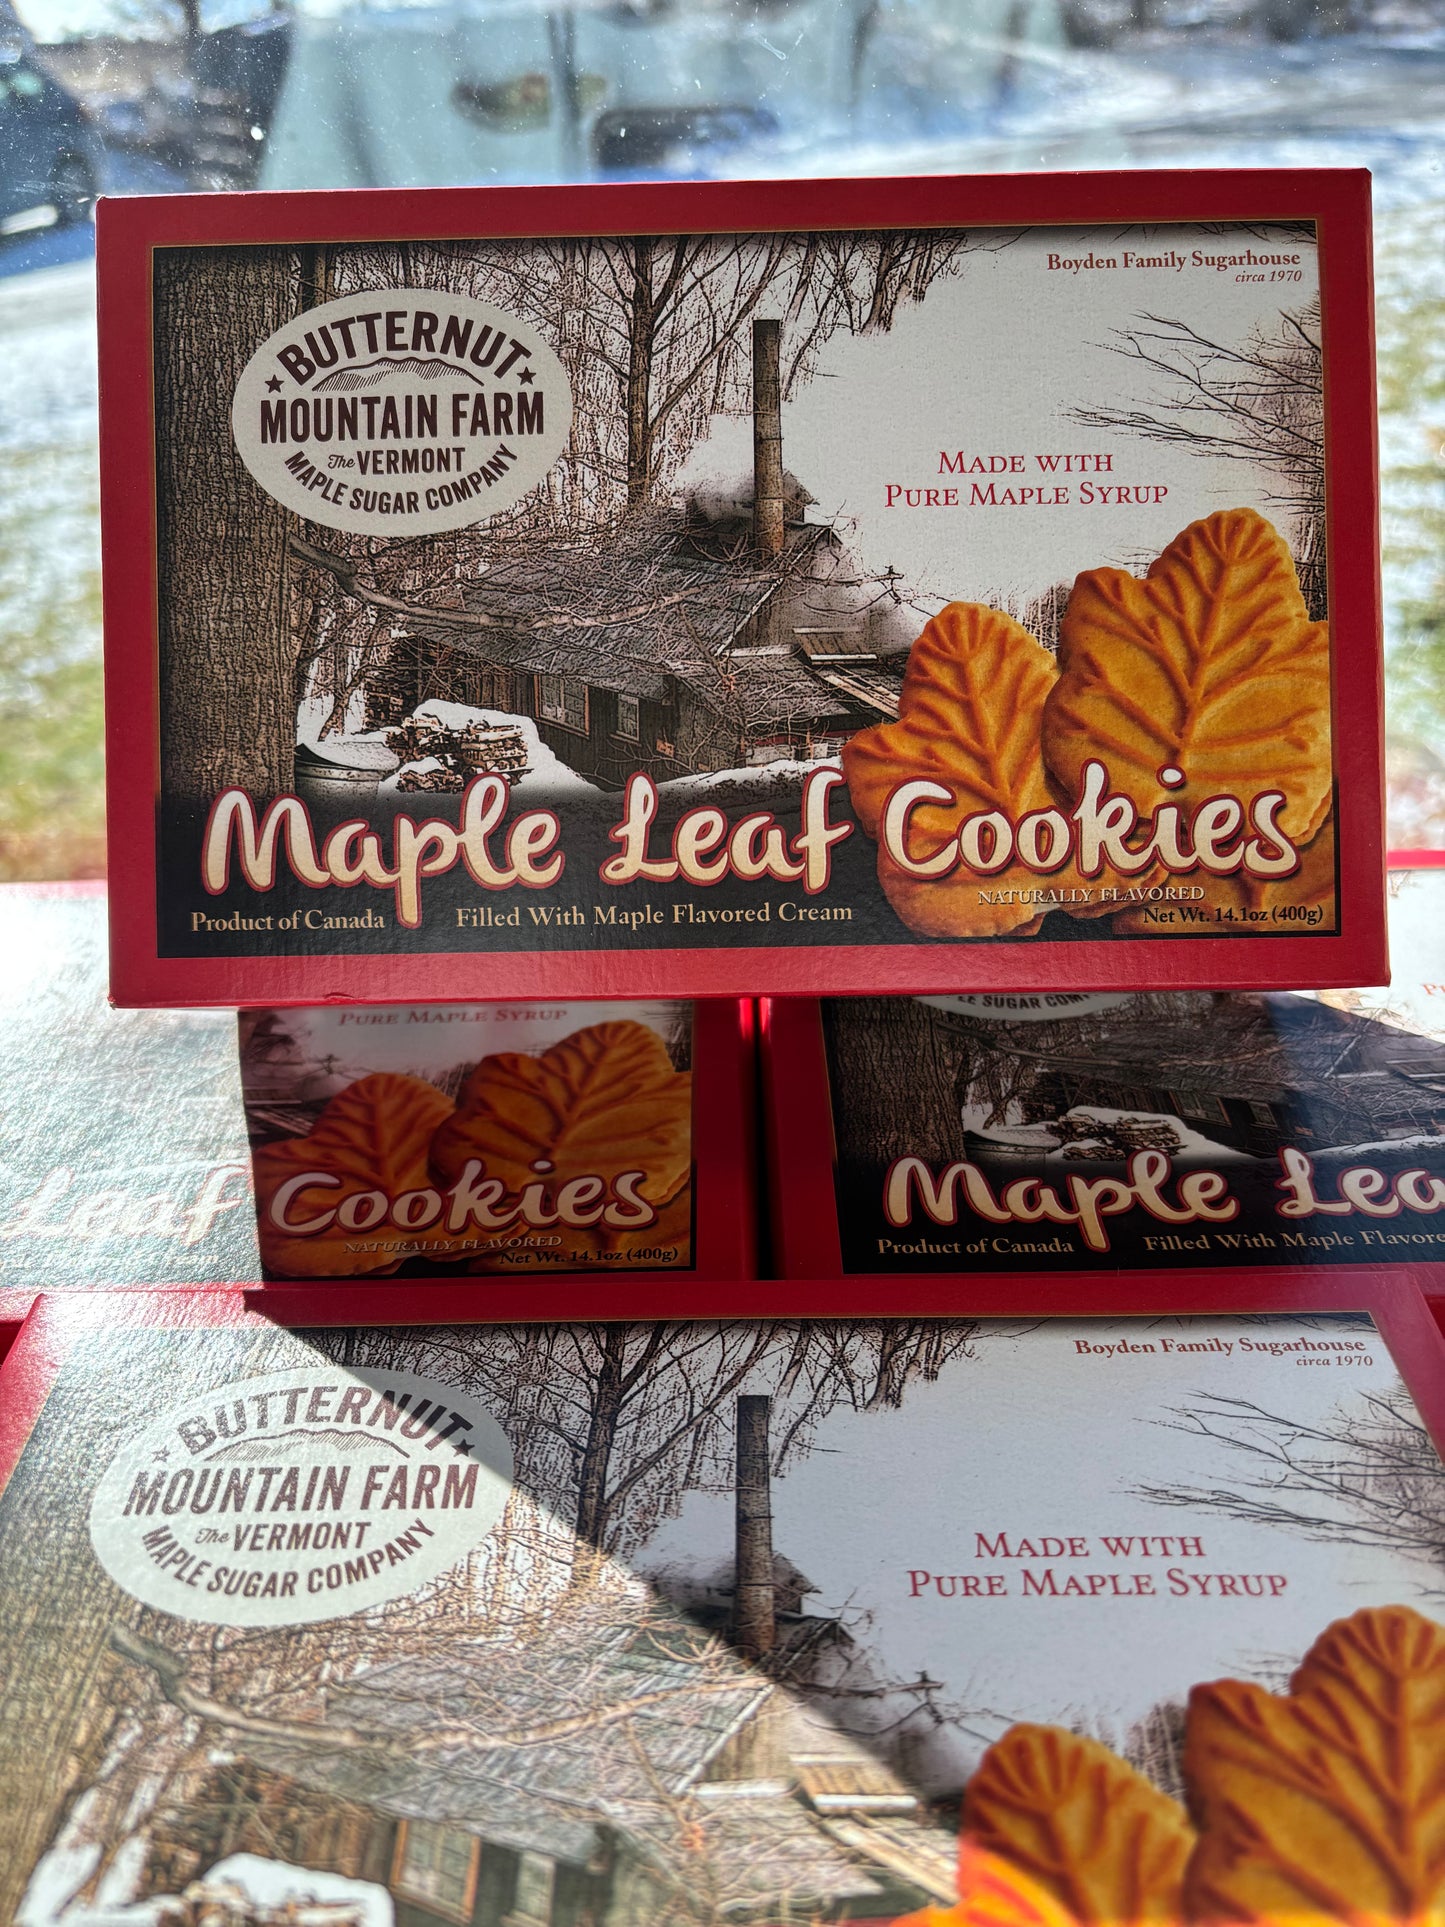 Boyden Family Sugarhouse
circa 1970
BUTTERNUT
MOUNTAIN FARM
The VERMONT
MAPLE SUGAR COMPANY
MADE WITH
PURE MAPLE SYRUP
Maple Leaf Cookies
NATURALLY FLAVORED
Product of Canada
Filled With Maple Flavored Cream
Net Wt. 14.1oz (400g)
PURE MAPLE SYRUP
Cookies
NATURALLY FLAVORED
Net Wt. 14.1oz (400g)
Leaf
LE SUGAR COM
Maple Lea
Product of Canada
Filled With Maple Flavore
Boyden Family Sugarhouse
circa 1970
BUTTERNUT
MOUNTAIN FARM
The VERMONT
MAPLE SUGAR COMPANY
MADE WITH
PURE MAPLE SYRUP